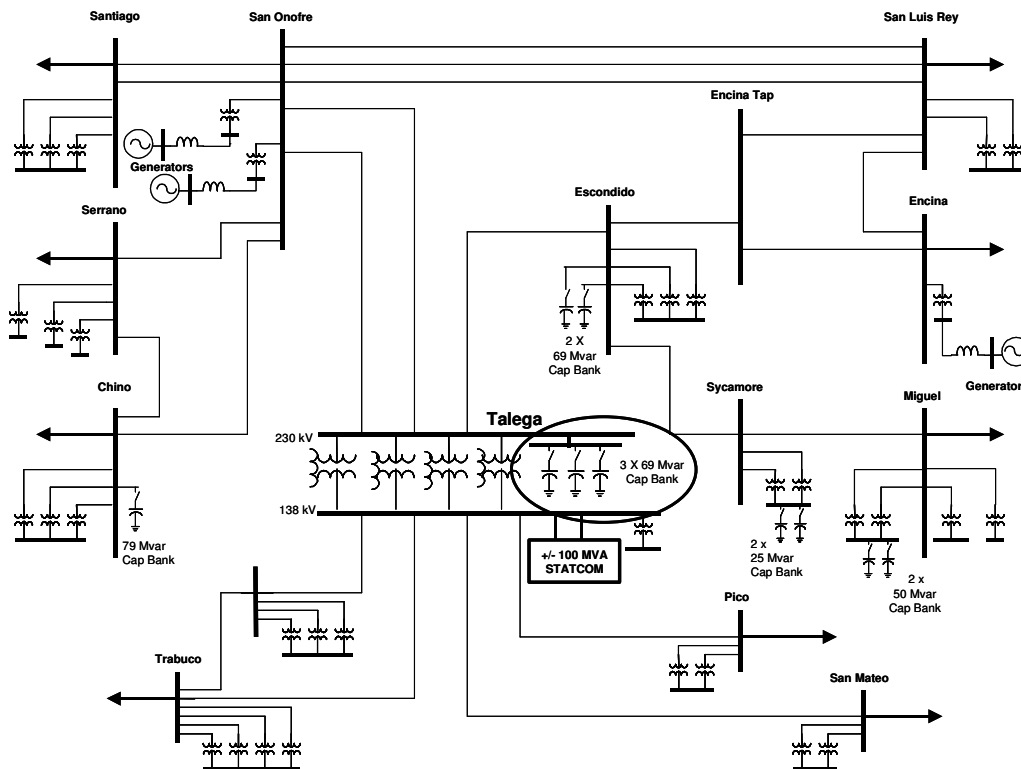 Santiago
San Onofre
San Luis Rey
Encina Tap
Generators
Escondido
Serrano
Encina
2 X
69 Mvar
Cap Bank
Generator
Chino
Sycamore
Miguel
Talega
230 kV
3 X 69 Mvar
Cap Bank
138 kV
79 Mvar
Cap Bank
+/- 100 MVA
STATCOM
2 x
25 Mvar
Cap Bank
2 x
50 Mvar
Cap Bank
Pico
Trabuco
San Mateo